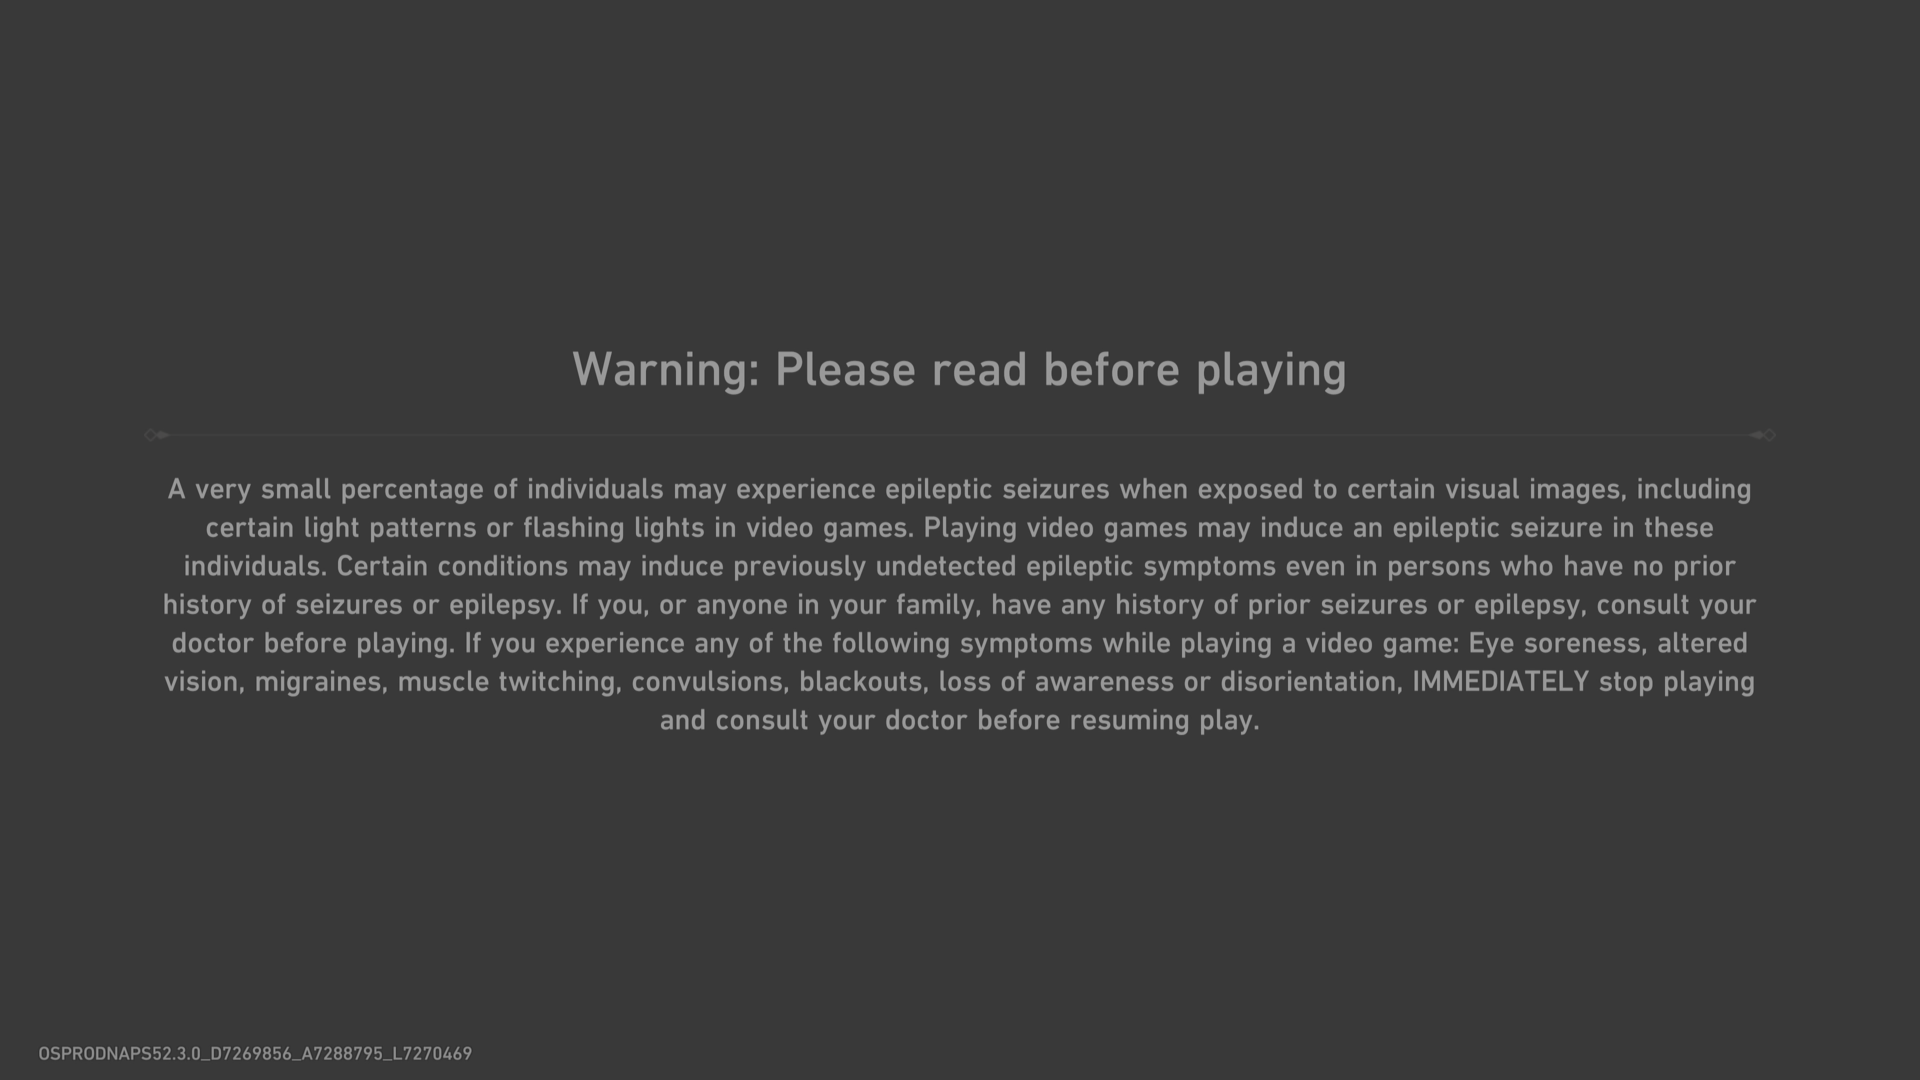 Warning: Please read before playing
A very small percentage of individuals may experience epileptic seizures when exposed to certain visual images, including
certain light patterns or flashing lights in video games. Playing video games may induce an epileptic seizure in these
individuals. Certain conditions may induce previously undetected epileptic symptoms even in persons who have no prior
history of seizures or epilepsy. If you, or anyone in your family, have any history of prior seizures or epilepsy, consult your
doctor before playing. If you experience any of the following symptoms while playing a video game: Eye soreness, altered
vision, migraines, muscle twitching, convulsions, blackouts, loss of awareness or disorientation, IMMEDIATELY stop playing
and consult your doctor before resuming play.
OSPRODNAPS52.3.0_D7269856_A7288795_L7270469